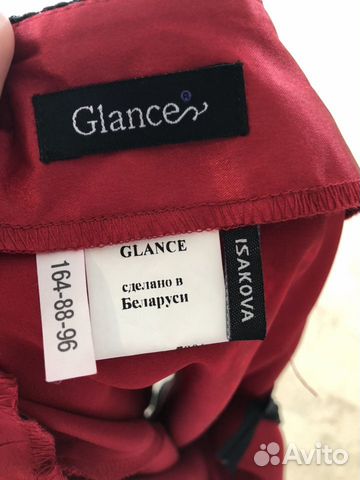 Glance
GLANCE
сделано в
Беларуси
ISAKOVA
164-88-96
Avito